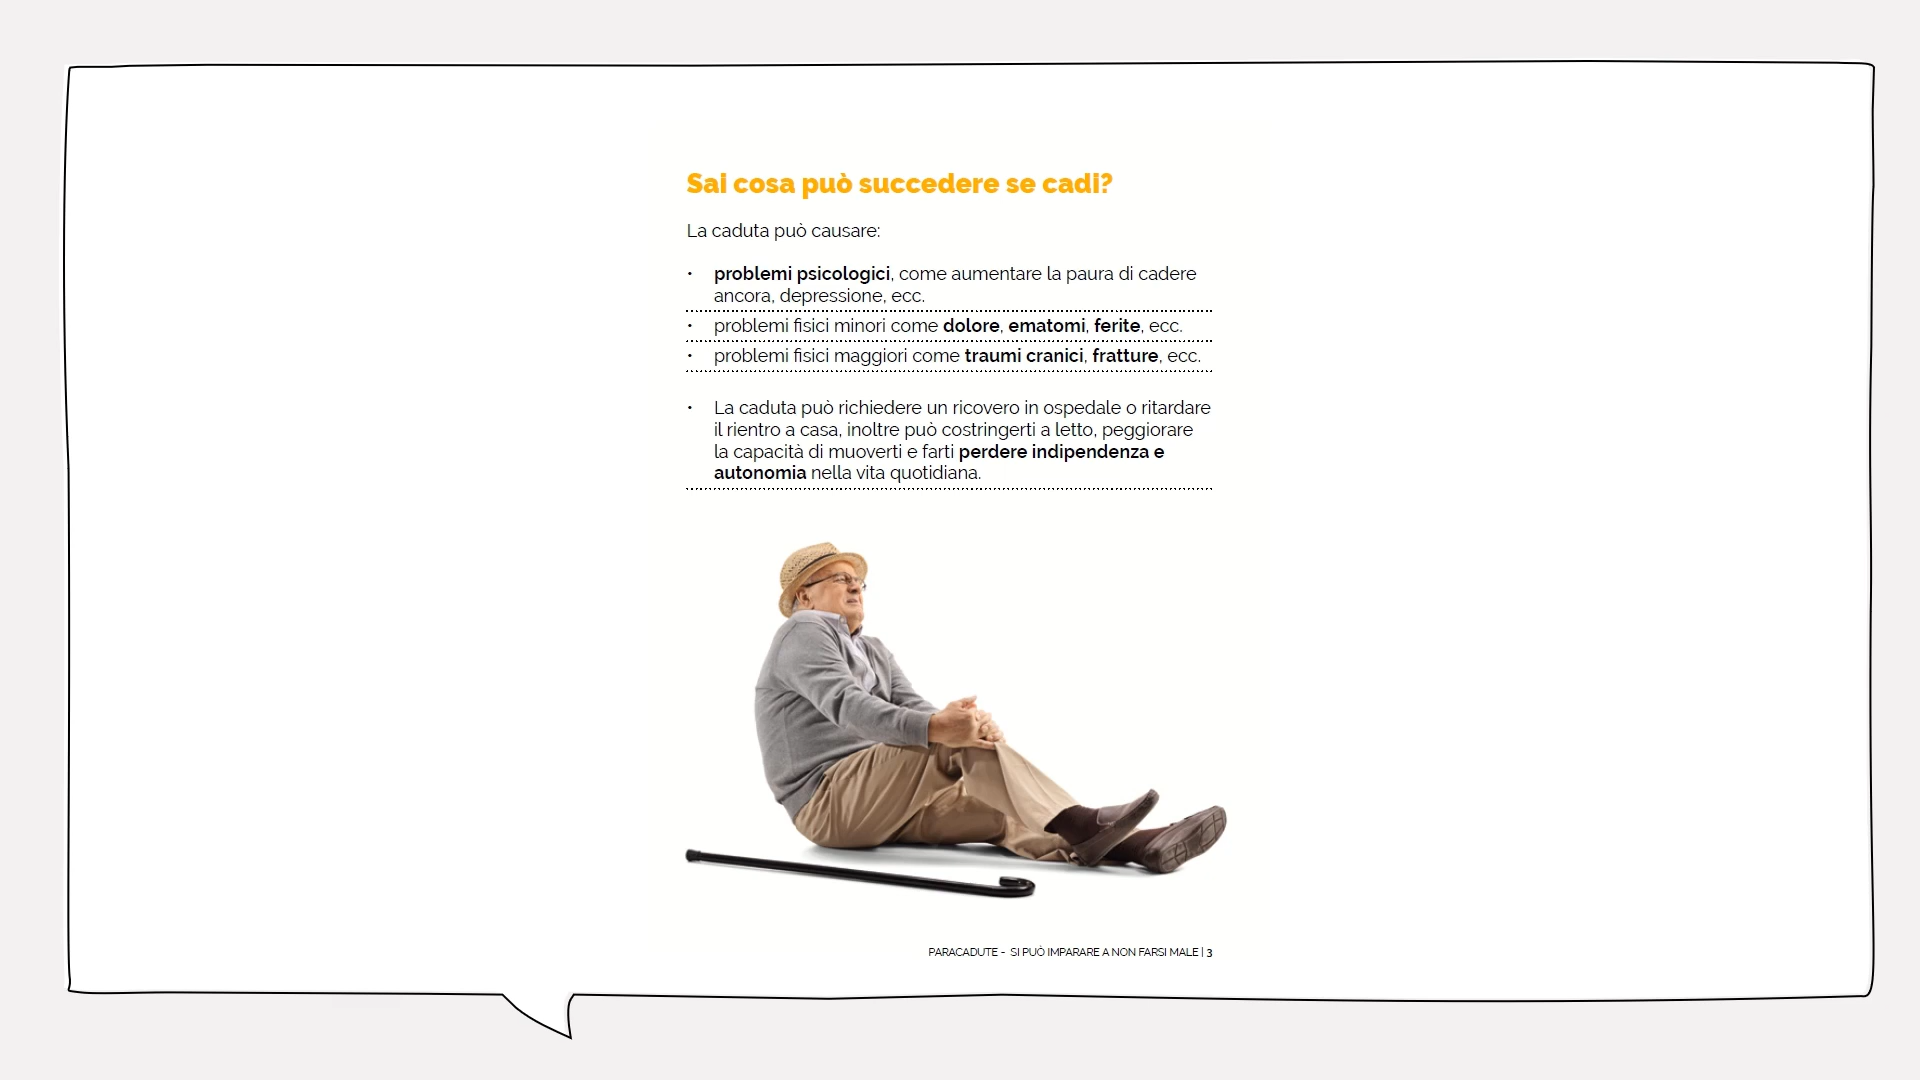 Sai cosa può succedere se cadi?
La caduta può causare:
• problemi psicologici, come aumentare la paura di cadere
ancora, depressione, ecc.
• problemi fisici minori come dolore, ematomi, ferite, ecc.
• problemi fisici maggiori come traumi cranici, fratture, ecc.
• La caduta può richiedere un ricovero in ospedale o ritardare
il rientro a casa, inoltre può costringerti a letto, peggiorare
la capacità di muoverti e farti perdere indipendenza e
autonomia nella vita quotidiana.
PARACADUTE - SI PUÒ IMPARARE A NON FARSI MALE | 3